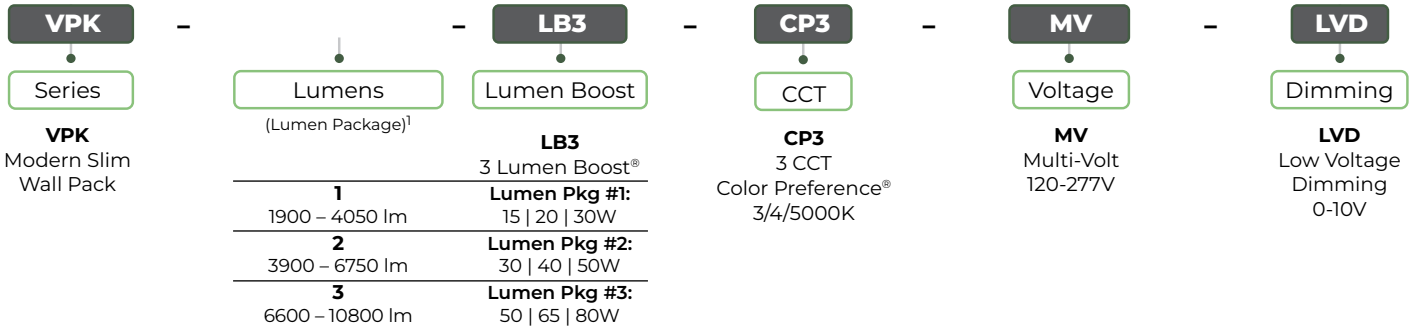 VPK – – LB3 – CP3 – MV – LVD
Series Lumens Lumen Boost CCT Voltage Dimming
VPK
Modern Slim
Wall Pack
(Lumen Package)1
LB3
3 Lumen Boost®
1 Lumen Pkg #1:
1900 – 4050 lm 15 | 20 | 30W
2 Lumen Pkg #2:
3900 – 6750 lm 30 | 40 | 50W
3 Lumen Pkg #3:
6600 – 10800 lm 50 | 65 | 80W
CP3
3 CCT
Color Preference®
3/4/5000K
MV
Multi-Volt
120-277V
LVD
Low Voltage
Dimming
0-10V